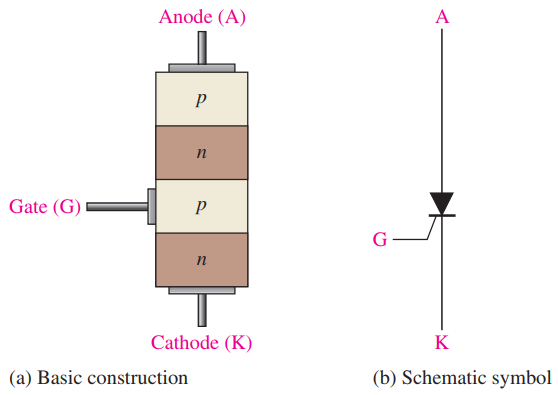 Anode (A)
p
n
Gate (G)
p
n
Cathode (K)
(a) Basic construction
A
G
K
(b) Schematic symbol